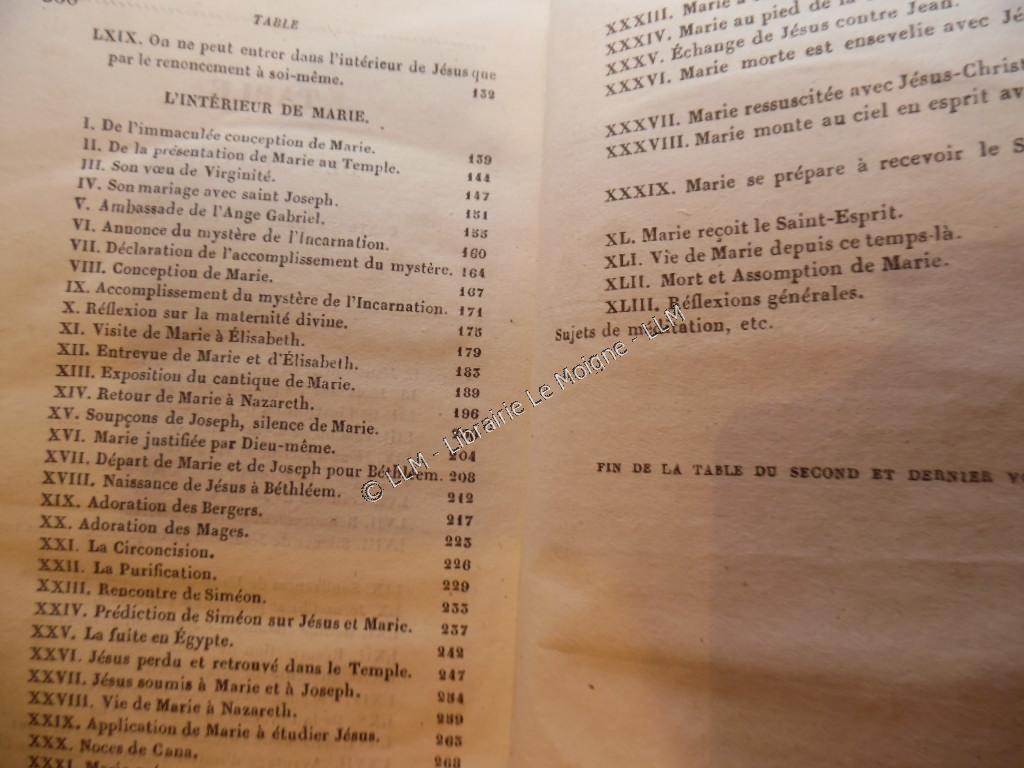 TABLE
LXIX. On ne peut entrer dans l'intérieur de Jésus que
par le renoncement à soi-même. 132
L'INTÉRIEUR DE MARIE.
I. De l'immaculée conception de Marie. 139
II. De la présentation de Marie au Temple. 144
III. Son vœu de Virginité. 147
IV. Son mariage avec saint Joseph. 151
V. Ambassade de l'Ange Gabriel. 155
VI. Annonce du mystère de l'Incarnation. 160
VII. Déclaration de l'accomplissement du mystère. 164
VIII. Conception de Marie. 167
IX. Accomplissement du mystère de l'Incarnation. 171
X. Réflexion sur la maternité divine. 175
XI. Visite de Marie à Élisabeth. 179
XII. Entrevue de Marie et d'Élisabeth. 183
XIII. Exposition du cantique de Marie. 189
XIV. Retour de Marie à Nazareth. 196
XV. Soupçons de Joseph, silence de Marie.
XVI. Marie justifiée par Dieu-même. 204
XVII. Départ de Marie et de Joseph pour Béthléem. 208
XVIII. Naissance de Jésus à Béthléem. 212
XIX. Adoration des Bergers. 217
XX. Adoration des Mages. 223
XXI. La Circoncision. 226
XXII. La Purification. 229
XXIII. Rencontre de Siméon. 233
XXIV. Prédiction de Siméon sur Jésus et Marie. 237
XXV. La fuite en Égypte. 242
XXVI. Jésus perdu et retrouvé dans le Temple. 247
XXVII. Jésus soumis à Marie et à Joseph. 254
XXVIII. Vie de Marie à Nazareth. 259
XXIX. Application de Marie à étudier Jésus. 265
XXX. Noces de Cana. 268
XXXI.
XXXIII. Marie
XXXIV. Marie au pied de la
XXXV. Échange de Jésus contre Jean.
XXXVI. Marie morte est ensevelie avec
XXXVII. Marie ressuscitée avec Jésus-Christ
XXXVIII. Marie monte au ciel en esprit
XXXIX. Marie se prépare à recevoir le
XL. Marie reçoit le Saint-Esprit.
XLI. Vie de Marie depuis ce temps-là.
XLII. Mort et Assomption de Marie.
XLIII. Réflexions générales.
Sujets de méditation, etc.
FIN DE LA TABLE DU SECOND ET DERNIER
© LLM - Librairie Le Moigne - LLM